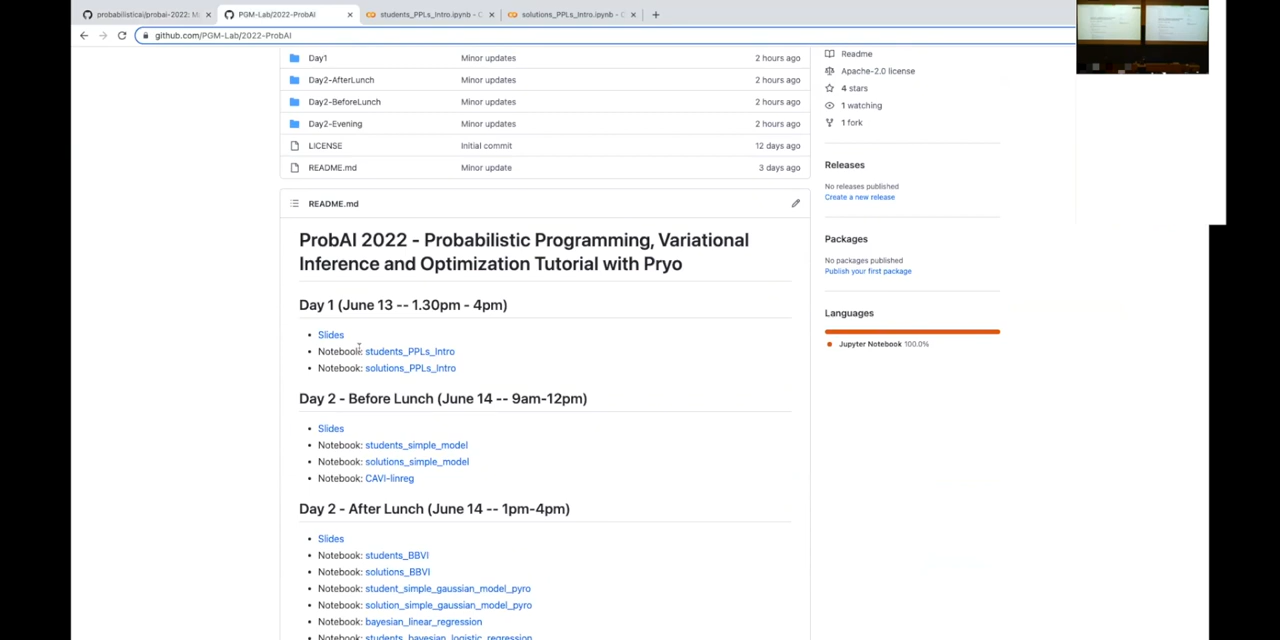 probabilisticai/probai-2022: M
PGM-Lab/2022-ProbAI
students_PPLs_Intro.ipynb - C
solutions_PPLs_Intro.ipynb - C
github.com/PGM-Lab/2022-ProbAI
Day1 Minor updates 2 hours ago
Day2-AfterLunch Minor updates 2 hours ago
Day2-BeforeLunch Minor updates 2 hours ago
Day2-Evening Minor updates 2 hours ago
LICENSE Initial commit 12 days ago
README.md Minor update 3 days ago
README.md
ProbAI 2022 - Probabilistic Programming, Variational
Inference and Optimization Tutorial with Pryo
Day 1 (June 13 -- 1.30pm - 4pm)
• Slides
• Notebook: students_PPLs_Intro
• Notebook: solutions_PPLs_Intro
Day 2 - Before Lunch (June 14 -- 9am-12pm)
• Slides
• Notebook: students_simple_model
• Notebook: solutions_simple_model
• Notebook: CAVI-linreg
Day 2 - After Lunch (June 14 -- 1pm-4pm)
• Slides
• Notebook: students_BBVI
• Notebook: solutions_BBVI
• Notebook: student_simple_gaussian_model_pyro
• Notebook: solution_simple_gaussian_model_pyro
• Notebook: bayesian_linear_regression
• Notebook: students_bayesian_logistic_regression
Readme
Apache-2.0 license
4 stars
1 watching
1 fork
Releases
No releases published
Create a new release
Packages
No packages published
Publish your first package
Languages
Jupyter Notebook 100.0%